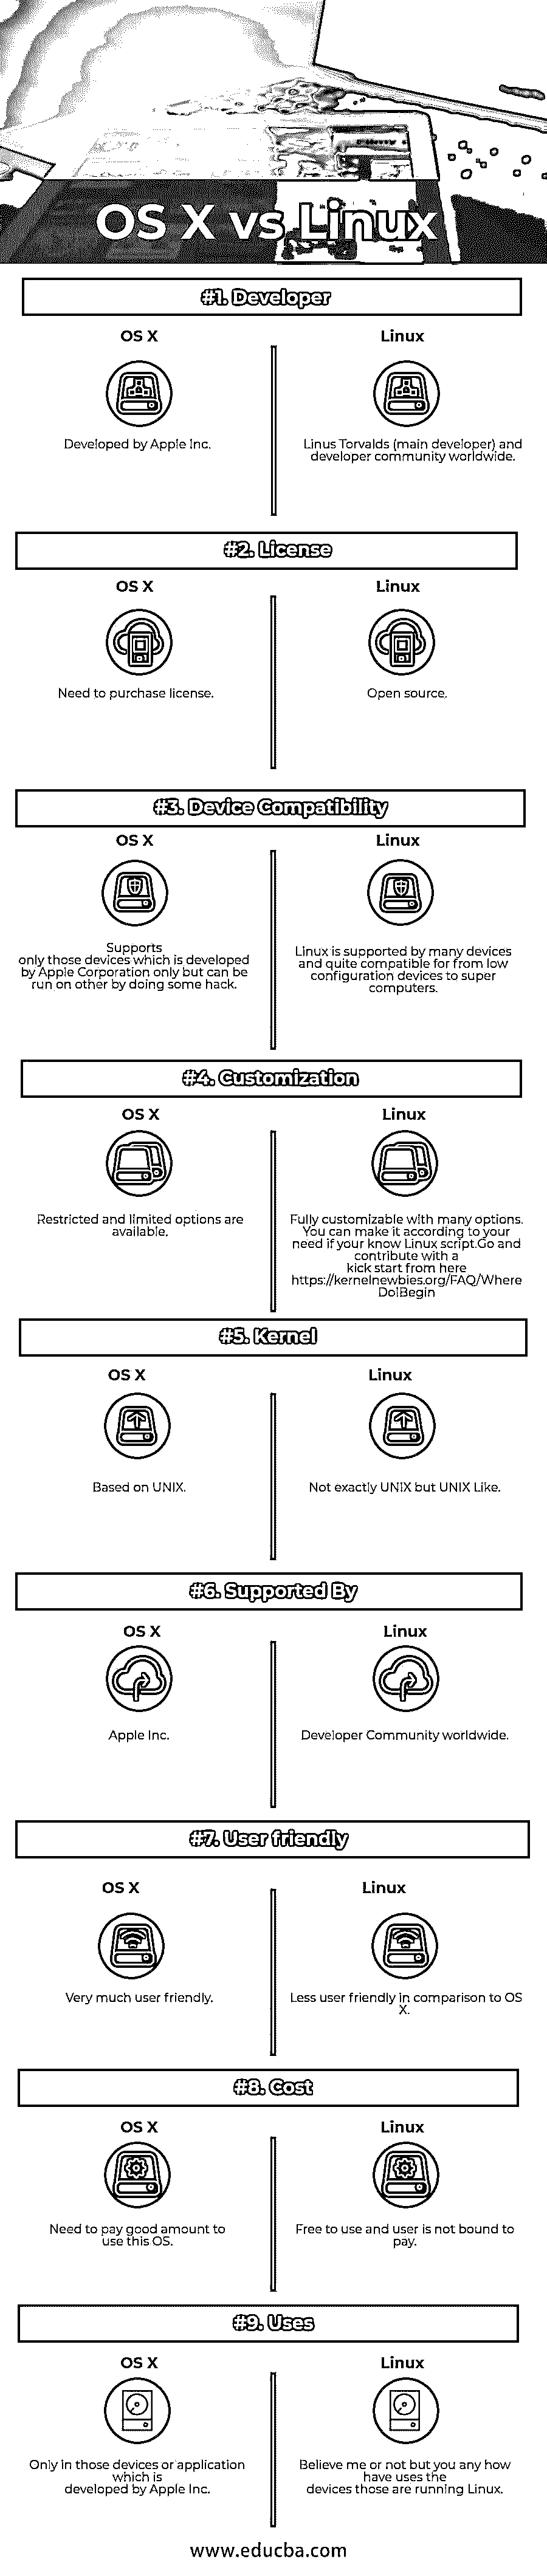 OS X vs Linux
#1. Developer
OS X
Linux
Developed by Apple Inc.
Linus Torvalds (main developer) and
developer community worldwide.
#2. License
OS X
Linux
Need to purchase license.
Open source.
#3. Device Compatibility
OS X
Linux
Supports
only those devices which is developed
by Apple Corporation only but can be
run on other by doing some hack.
Linux is supported by many devices
and quite compatible for from low
configuration devices to super
computers.
#4. Customization
OS X
Linux
Restricted and limited options are
available.
Fully customizable with many options.
You can make it according to your
need if your know Linux script.Go and
contribute with a
kick start from here
https://kernelnewbies.org/FAQ/Where
DoIBegin
#5. Kernel
OS X
Linux
Based on UNIX.
Not exactly UNIX but UNIX Like.
#6. Supported By
OS X
Linux
Apple Inc.
Developer Community worldwide.
#7. User friendly
OS X
Linux
Very much user friendly.
Less user friendly in comparison to OS
X.
#8. Cost
OS X
Linux
Need to pay good amount to
use this OS.
Free to use and user is not bound to
pay.
#9. Uses
OS X
Linux
Only in those devices or application
which is
developed by Apple Inc.
Believe me or not but you any how
have uses the
devices those are running Linux.
www.educba.com